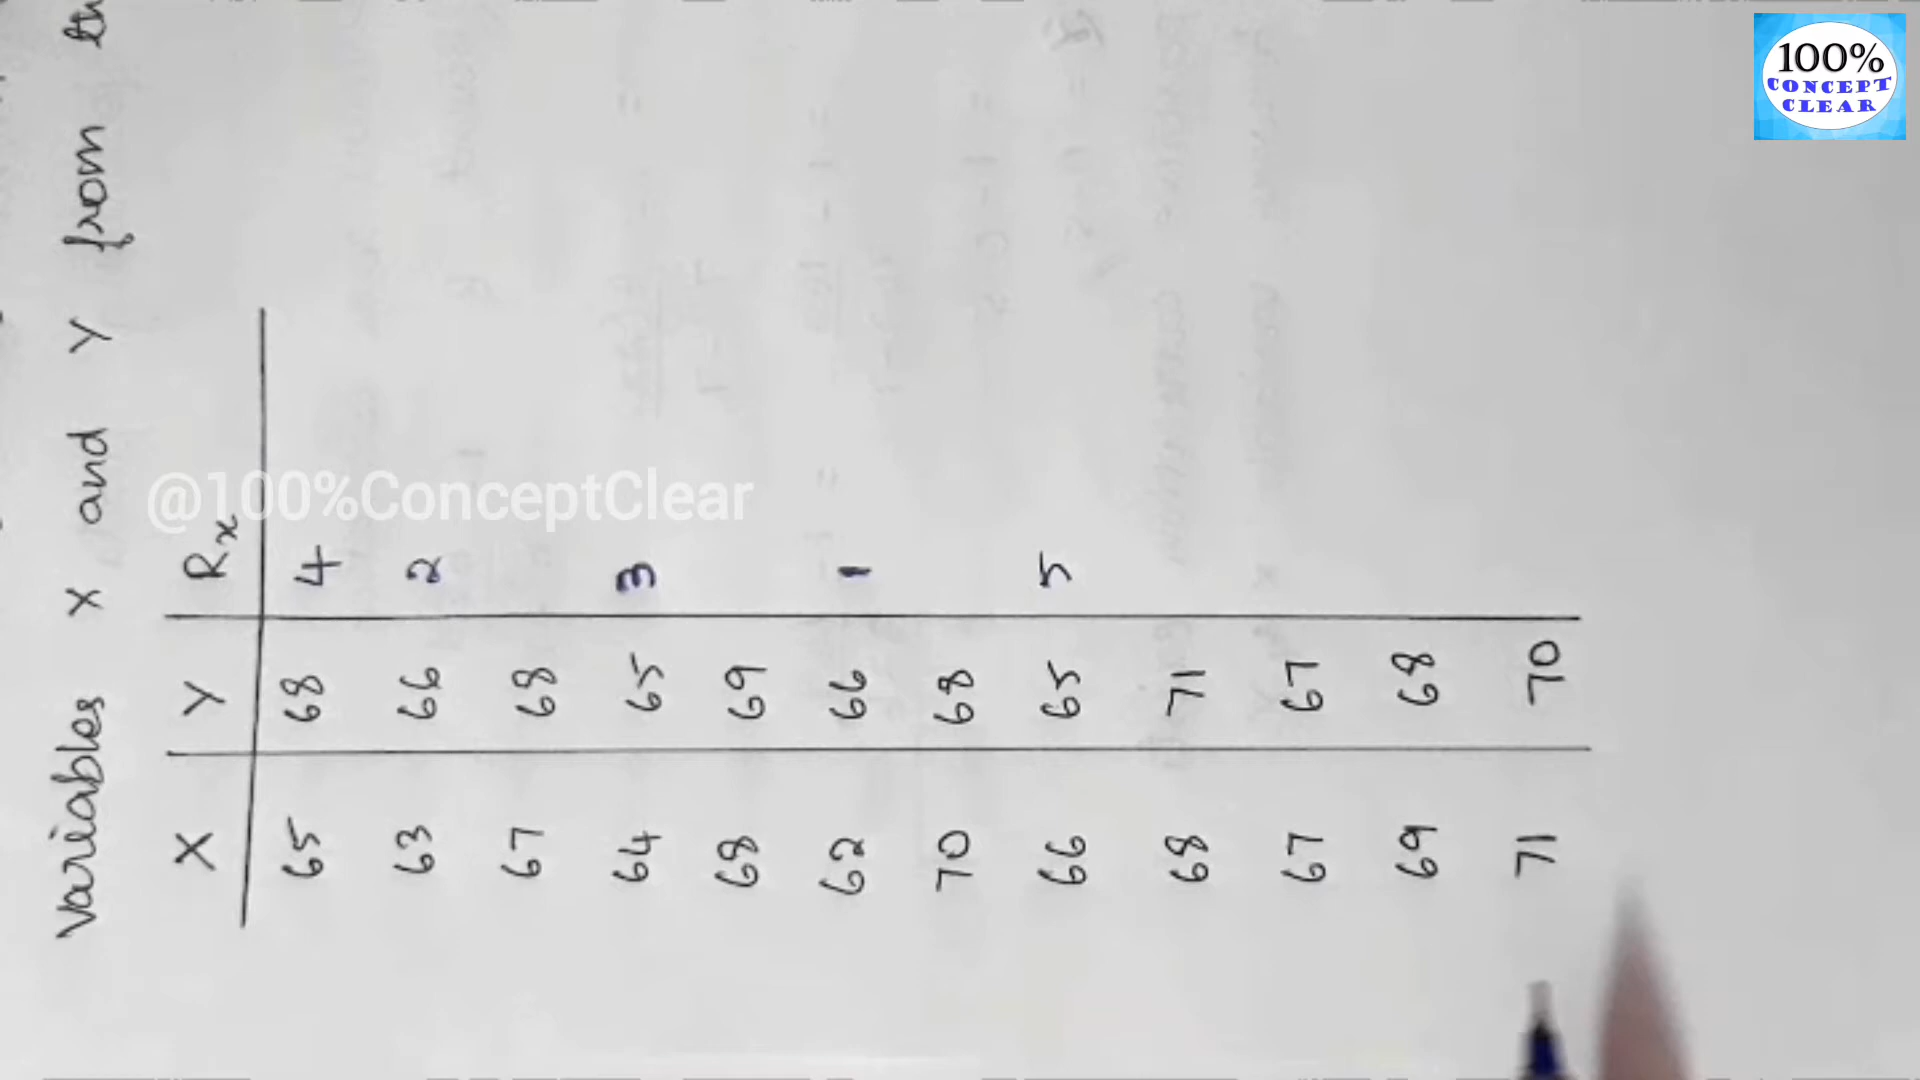 variables X and Y from
X Y Rx
65 68 4
63 66 2
67 68
64 65 3
68 69
62 66 1
70 68
66 65 5
68 71
67 67
69 68
71 70
@100%ConceptClear
100%
CONCEPT
CLEAR